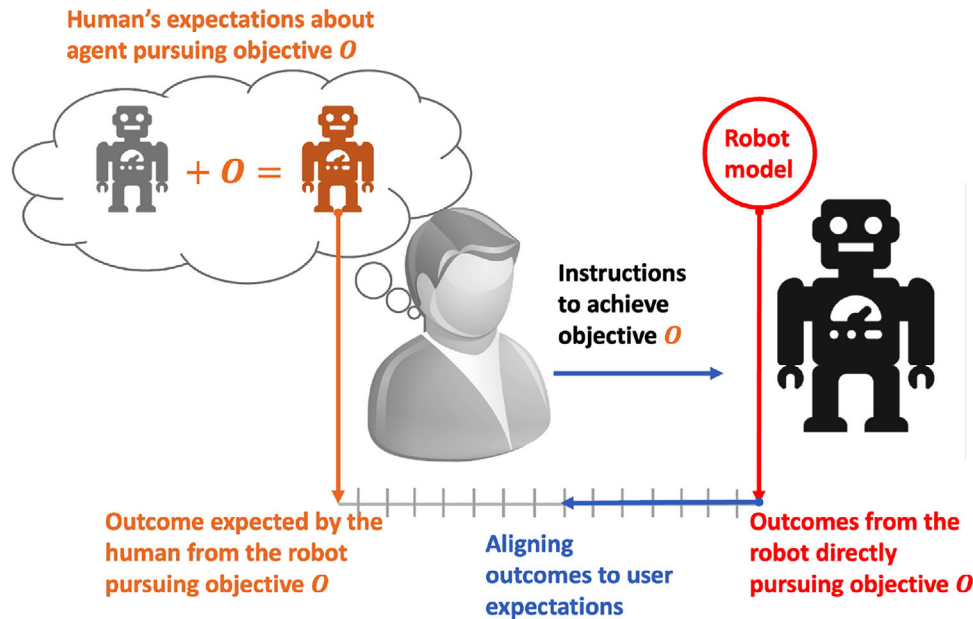 Human’s expectations about
agent pursuing objective O
+ O =
Robot
model
Instructions
to achieve
objective O
Outcome expected by the
human from the robot
pursuing objective O
Aligning
outcomes to user
expectations
Outcomes from the
robot directly
pursuing objective O